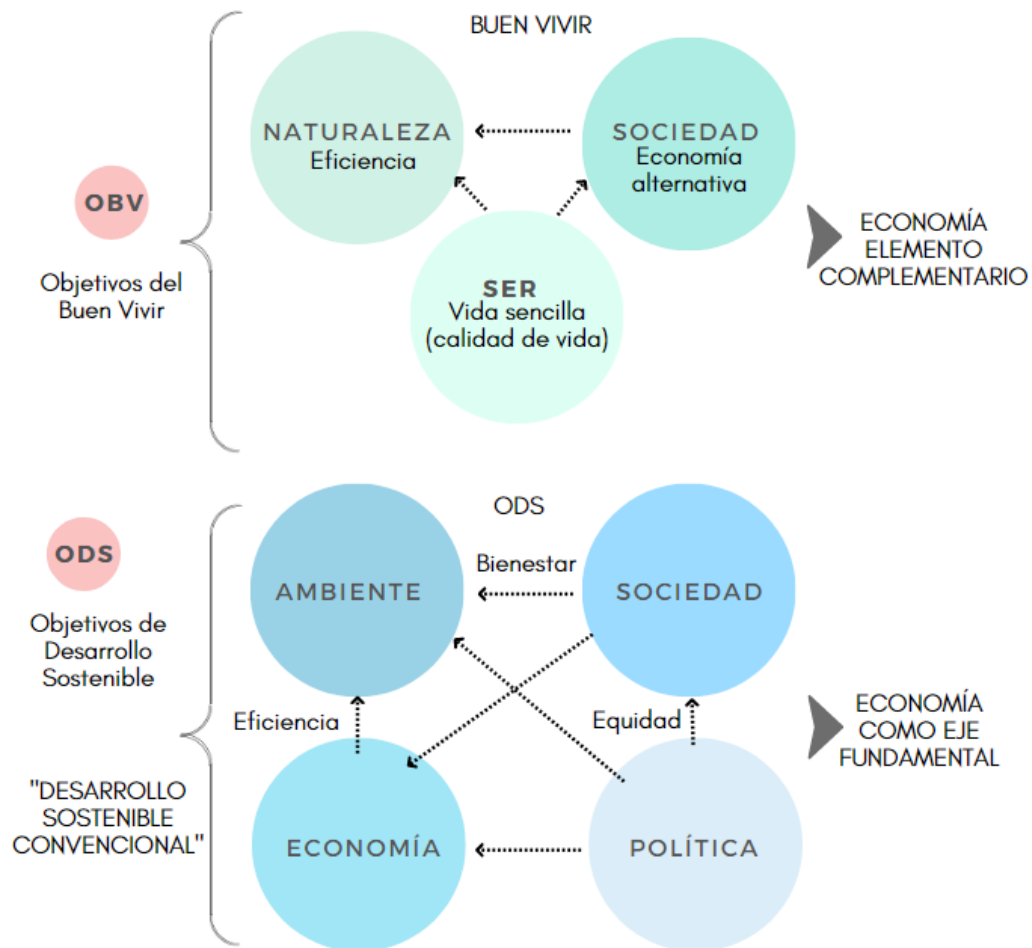 BUEN VIVIR
NATURALEZA
Eficiencia
SOCIEDAD
Economía
alternativa
OBV
Objetivos del
Buen Vivir
SER
Vida sencilla
(calidad de vida)
ECONOMÍA
ELEMENTO
COMPLEMENTARIO
ODS
ODS
Objetivos de
Desarrollo
Sostenible
"DESARROLLO
SOSTENIBLE
CONVENCIONAL"
AMBIENTE
Bienestar
SOCIEDAD
Eficiencia
Equidad
ECONOMÍA
POLÍTICA
ECONOMÍA
COMO EJE
FUNDAMENTAL